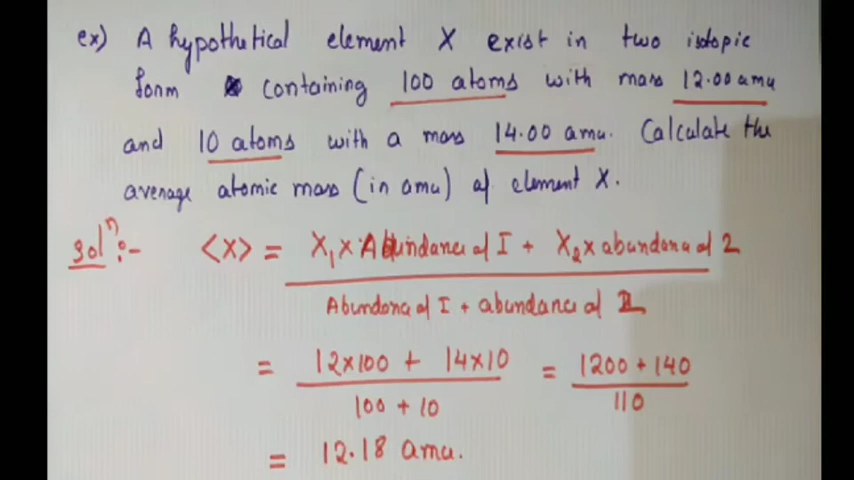 ex) A hypothetical element X exist in two isotopic
form containing 100 atoms with mass 12.00 amu
and 10 atoms with a mass 14.00 amu. Calculate the
average atomic mass (in amu) of element X.
Solⁿ:- <X> = X₁ x Abundance of I + X₂ x abundance of 2
Abundance of I + abundance of 2
= 12x100 + 14x10 = 1200 + 140
100 + 10 110
= 12.18 amu.